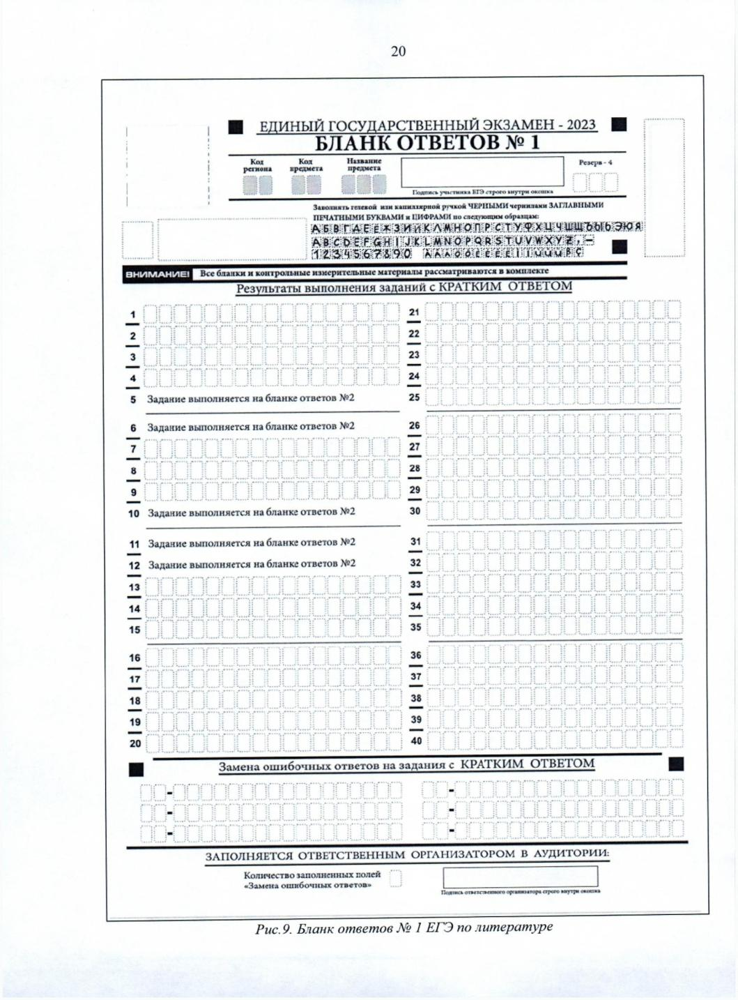 20
ЕДИНЫЙ ГОСУДАРСТВЕННЫЙ ЭКЗАМЕН - 2023
БЛАНК ОТВЕТОВ № 1
Код региона
Код предмета
Название предмета
Резерв - 4
Подпись участника ЕГЭ строго внутри окошка
Заполнять гелевой или капиллярной ручкой ЧЕРНЫМИ чернилами ЗАГЛАВНЫМИ
ПЕЧАТНЫМИ БУКВАМИ и ЦИФРАМИ по следующим образцам:
АБВГДЕЁЖЗИЙКЛМНОПРСТУФХЦЧШЩЪЫЬЭЮЯ
ABCDEFGHIJKLMNOPQRSTUVWXYZ,-
1234567890
ВНИМАНИЕ! Все бланки и контрольные измерительные материалы рассматриваются в комплекте
Результаты выполнения заданий с КРАТКИМ ОТВЕТОМ
1
2
3
4
5 Задание выполняется на бланке ответов №2
6 Задание выполняется на бланке ответов №2
7
8
9
10 Задание выполняется на бланке ответов №2
11 Задание выполняется на бланке ответов №2
12 Задание выполняется на бланке ответов №2
13
14
15
16
17
18
19
20
21
22
23
24
25
26
27
28
29
30
31
32
33
34
35
36
37
38
39
40
Замена ошибочных ответов на задания с КРАТКИМ ОТВЕТОМ
-
-
-
-
-
-
ЗАПОЛНЯЕТСЯ ОТВЕТСТВЕННЫМ ОРГАНИЗАТОРОМ В АУДИТОРИИ:
Количество заполненных полей
«Замена ошибочных ответов»
Подпись ответственного организатора строго внутри окошка
Рис.9. Бланк ответов № 1 ЕГЭ по литературе